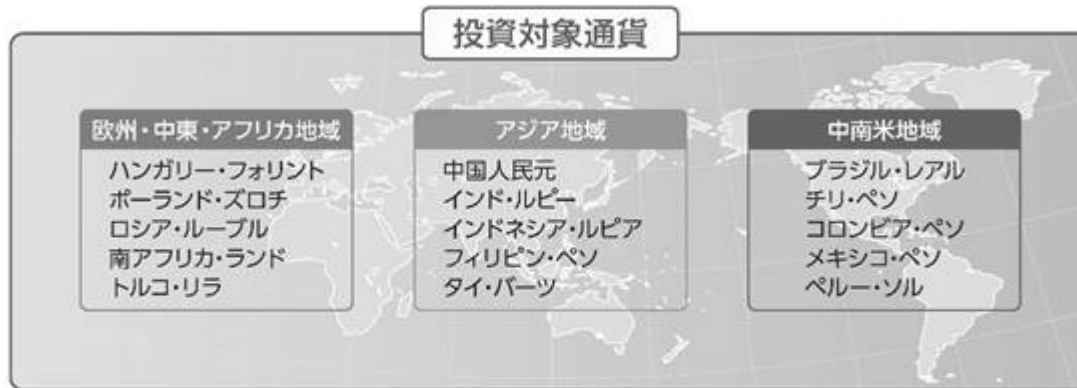 投資対象通貨
欧州・中東・アフリカ地域
ハンガリー・フォリント
ポーランド・ズロチ
ロシア・ルーブル
南アフリカ・ランド
トルコ・リラ
アジア地域
中国人民元
インド・ルピー
インドネシア・ルピア
フィリピン・ペソ
タイ・バーツ
中南米地域
ブラジル・レアル
チリ・ペソ
コロンビア・ペソ
メキシコ・ペソ
ペルー・ソル